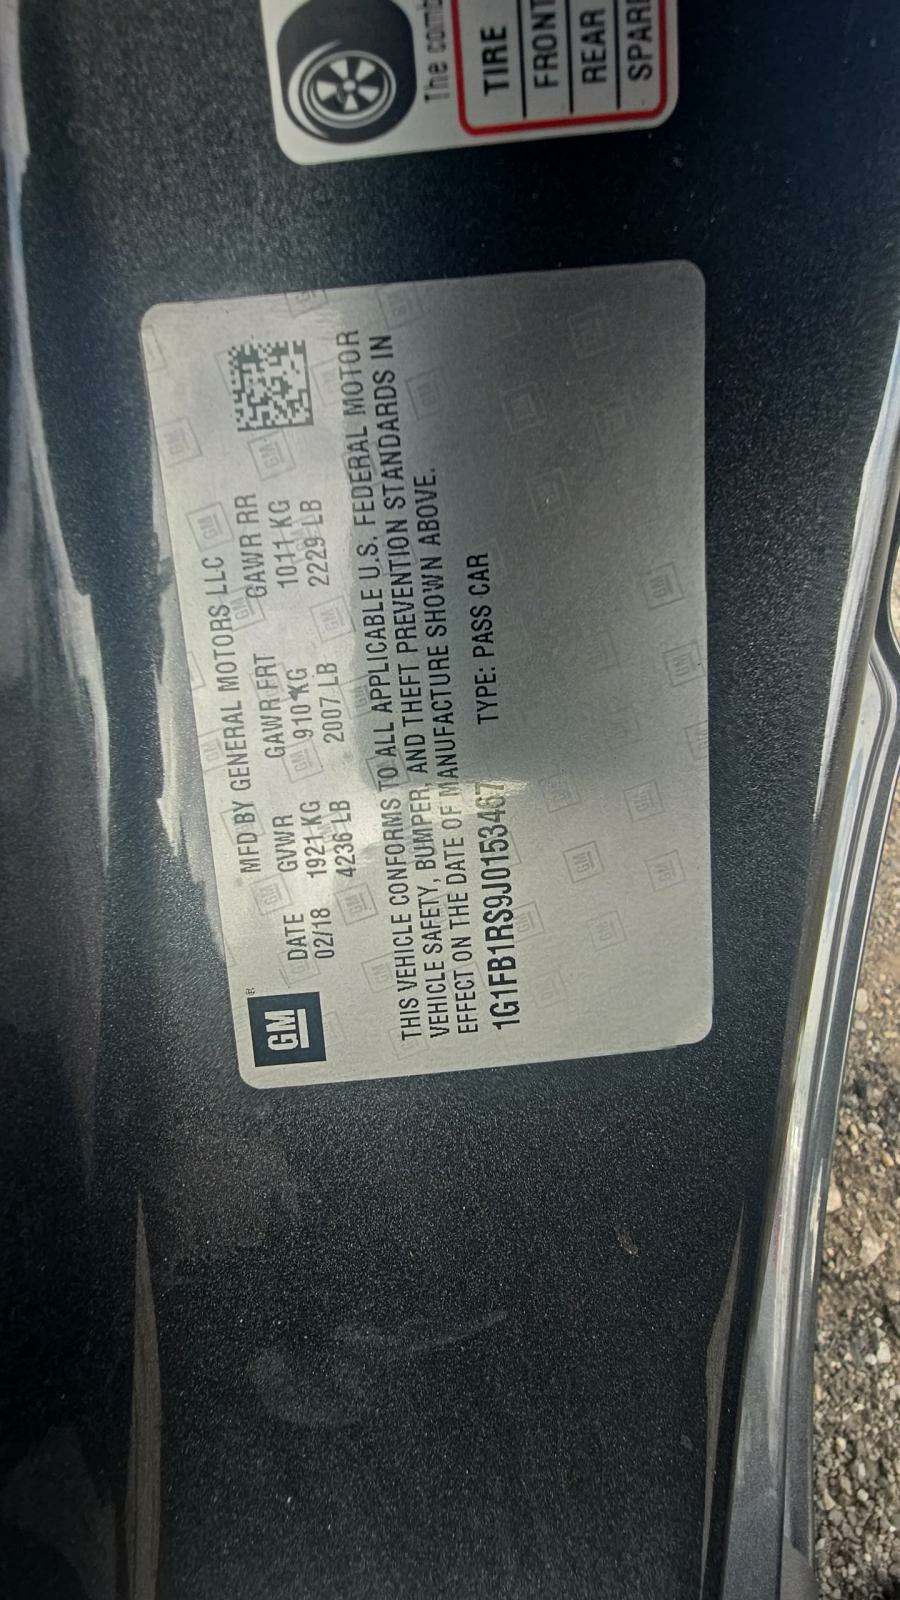 The comb
TIRE
FRONT
REAR
SPARE
GM
®
MFD BY GENERAL MOTORS LLC
DATE GVWR GAWR FRT GAWR RR
02/18 1921 KG 910 KG 1011 KG
4236 LB 2007 LB 2229 LB
THIS VEHICLE CONFORMS TO ALL APPLICABLE U.S. FEDERAL MOTOR
VEHICLE SAFETY, BUMPER, AND THEFT PREVENTION STANDARDS IN
EFFECT ON THE DATE OF MANUFACTURE SHOWN ABOVE.
1G1FB1RS9J0153467 TYPE: PASS CAR